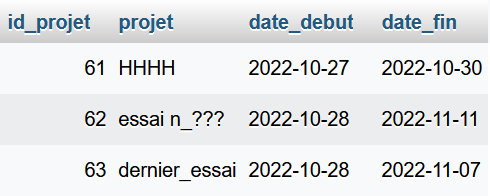 id_projet projet date_debut date_fin
61 HHHH 2022-10-27 2022-10-30
62 essai n_??? 2022-10-28 2022-11-11
63 dernier_essai 2022-10-28 2022-11-07